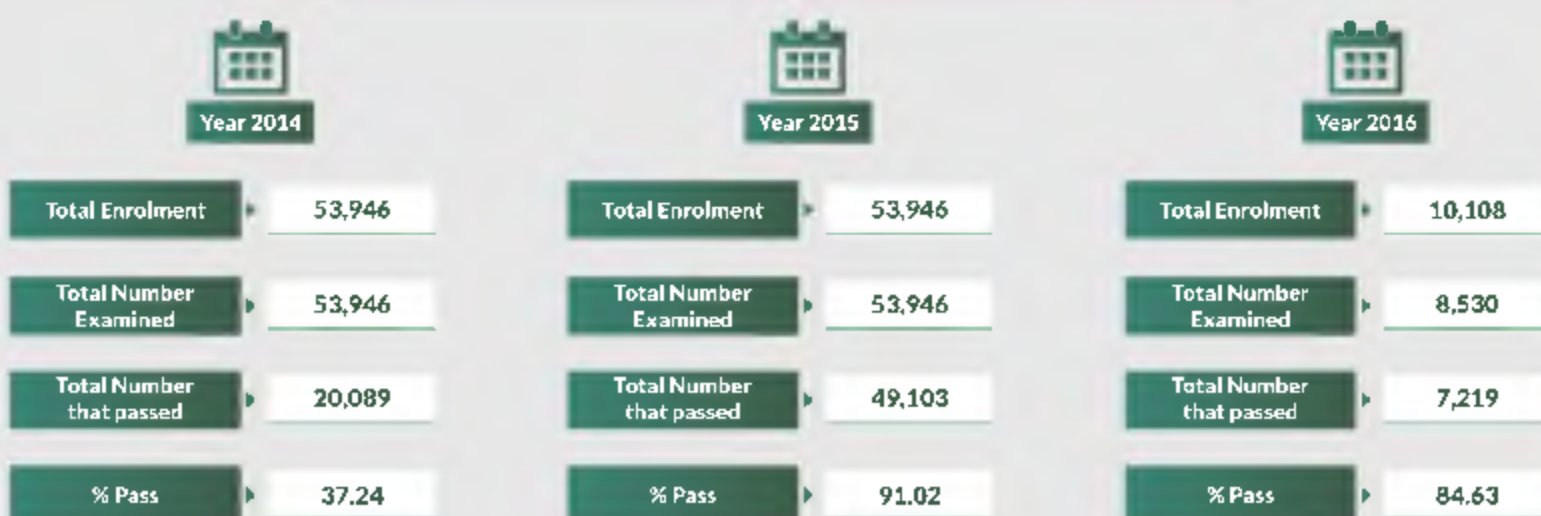 Year 2014
Total Enrolment
53,946
Total Number
Examined
53,946
Total Number
that passed
20,089
% Pass
37.24
Year 2015
Total Enrolment
53,946
Total Number
Examined
53,946
Total Number
that passed
49,103
% Pass
91.02
Year 2016
Total Enrolment
10,108
Total Number
Examined
8,530
Total Number
that passed
7,219
% Pass
84.63